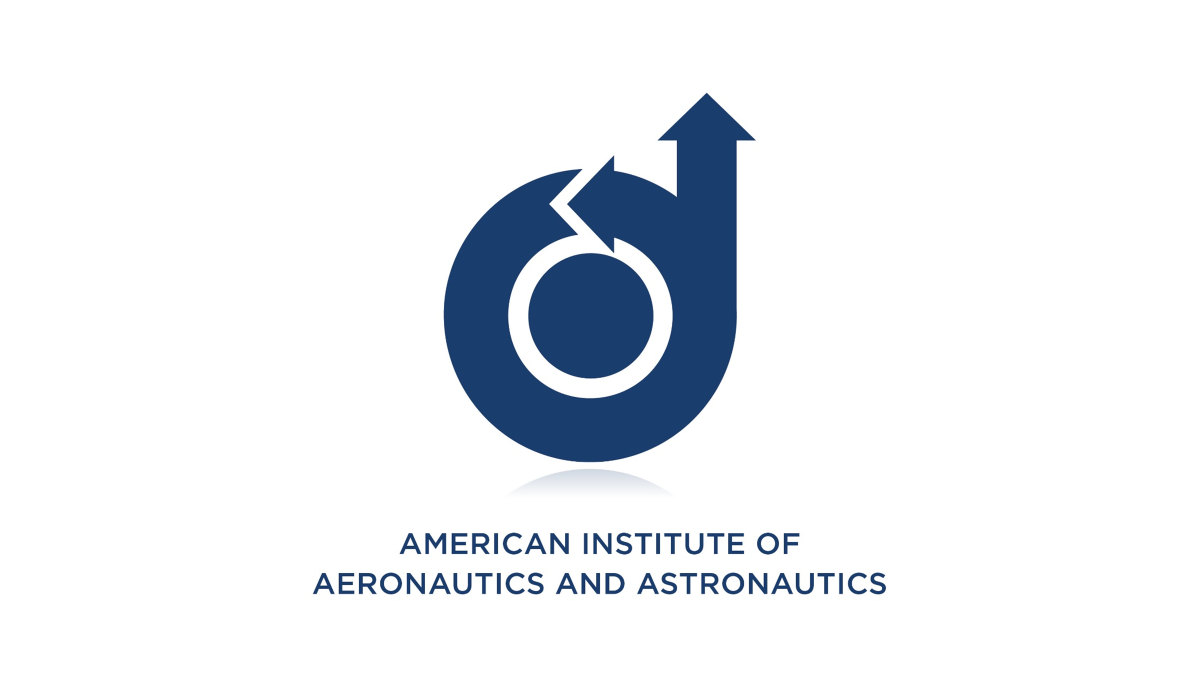 AMERICAN INSTITUTE OF
AERONAUTICS AND ASTRONAUTICS